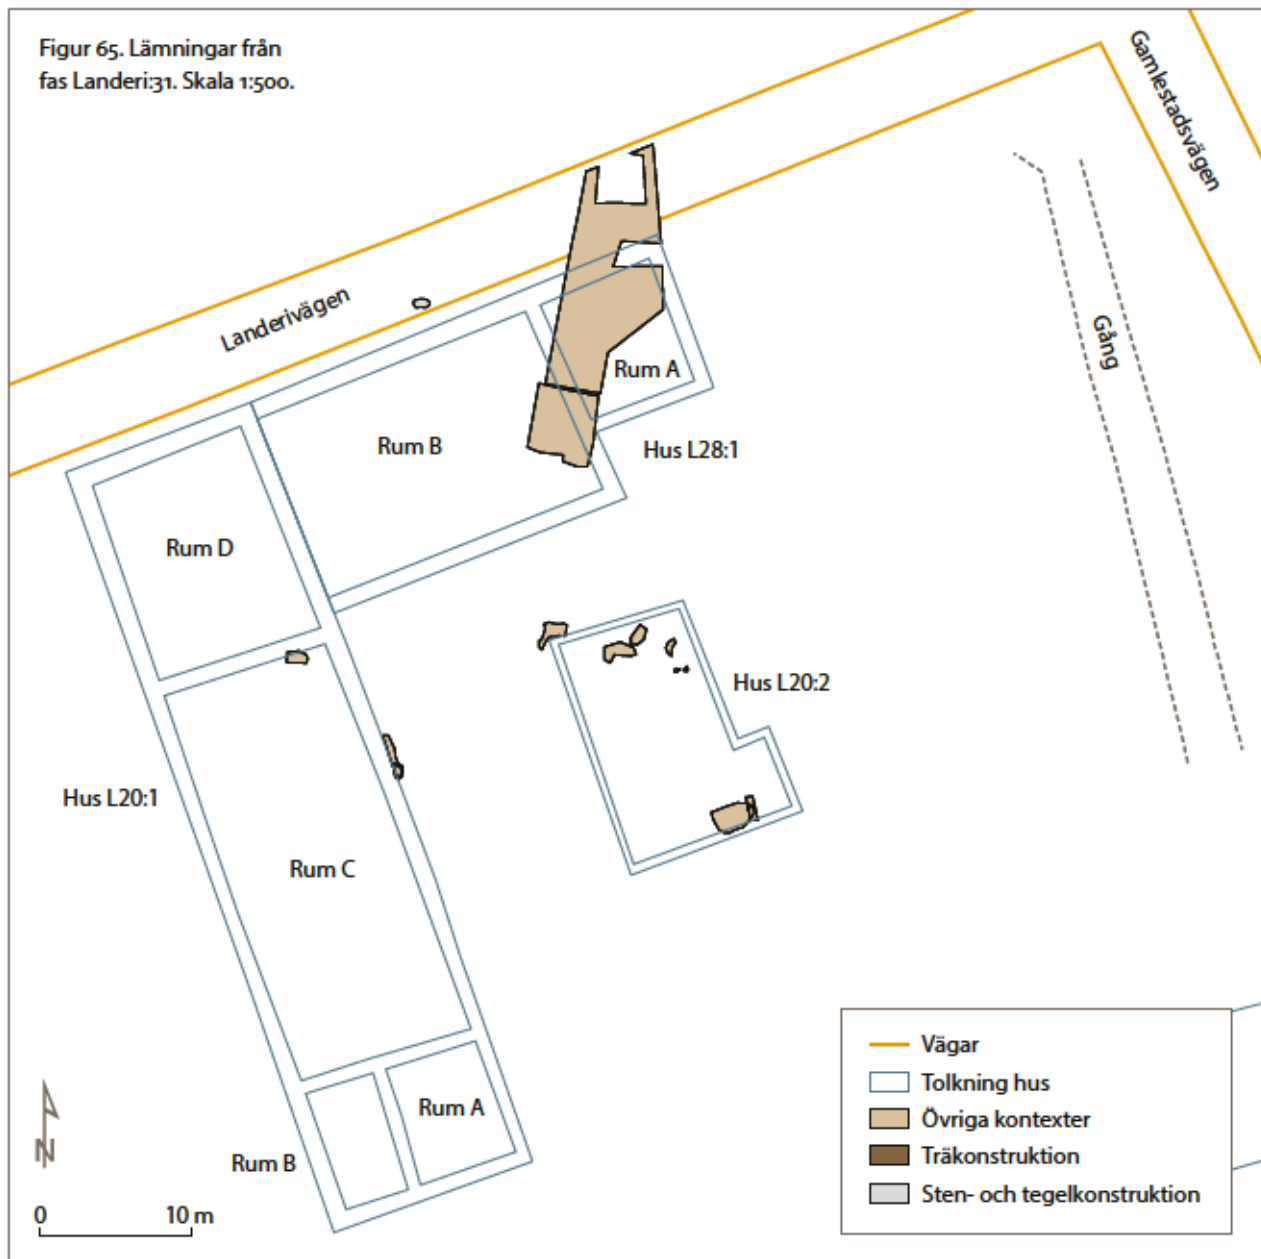 Figur 65. Lämningar från
fas Landeri:31. Skala 1:500.
Gamlestadsvägen
Landerivägen
Gång
Rum A
Rum B
Hus L28:1
Rum D
Hus L20:2
Hus L20:1
Rum C
Rum A
Rum B
N
0 10 m
Vägar
Tolkning hus
Övriga kontexter
Träkonstruktion
Sten- och tegelkonstruktion